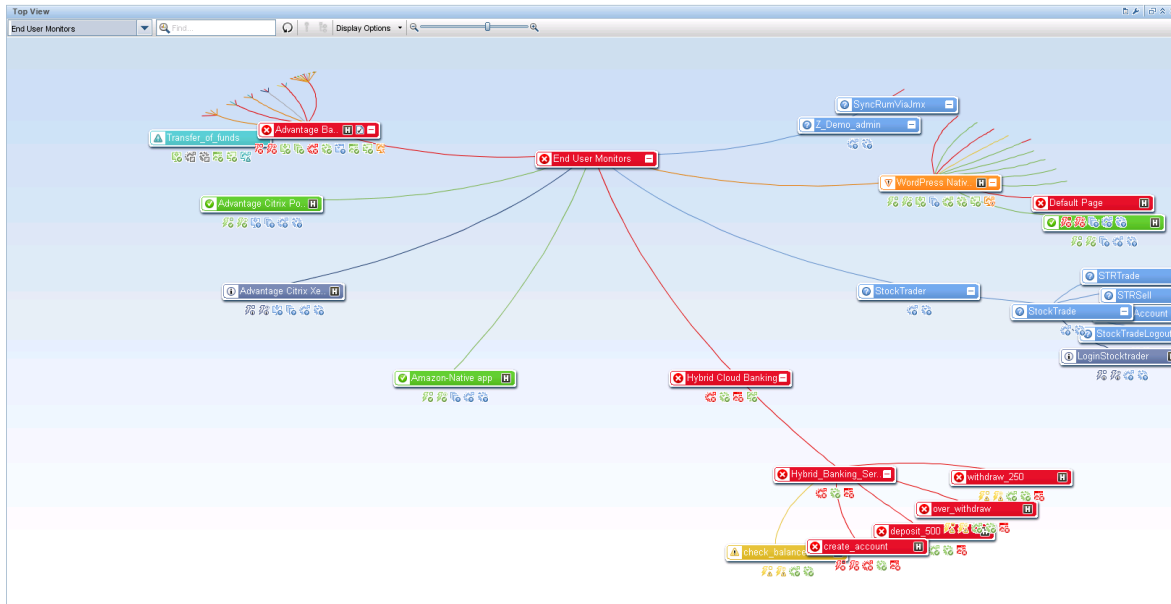 Top View
End User Monitors
Find...
Display Options
SyncRumViaJmx
Z_Demo_admin
Advantage Ba..
H
Transfer_of_funds
End User Monitors
WordPress Nativ..
H
Default Page
H
Advantage Citrix Po..
H
H
STRTrade
Advantage Citrix Xe..
H
StockTrader
STRSell
StockTrade
Account
StockTradeLogout
LoginStocktrader
Amazon-Native app
H
Hybrid Cloud Banking
Hybrid_Banking_Ser..
withdraw_250
H
over_withdraw
H
deposit_500
H
create_account
H
check_balance